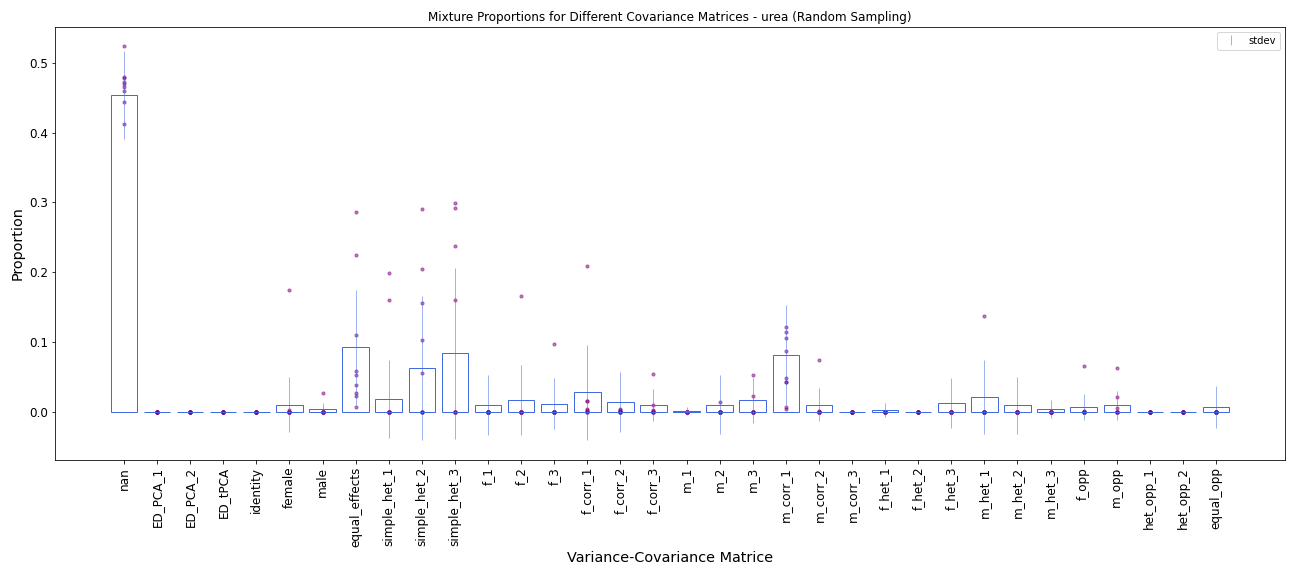 Mixture Proportions for Different Covariance Matrices - urea (Random Sampling)
stdev
Proportion
0.5
0.4
0.3
0.2
0.1
0.0
nan
ED_PCA_1
ED_PCA_2
ED_tPCA
identity
female
male
equal_effects
simple_het_1
simple_het_2
simple_het_3
f_1
f_2
f_3
f_corr_1
f_corr_2
f_corr_3
m_1
m_2
m_3
m_corr_1
m_corr_2
m_corr_3
f_het_1
f_het_2
f_het_3
m_het_1
m_het_2
m_het_3
f_opp
m_opp
het_opp_1
het_opp_2
equal_opp
Variance-Covariance Matrice